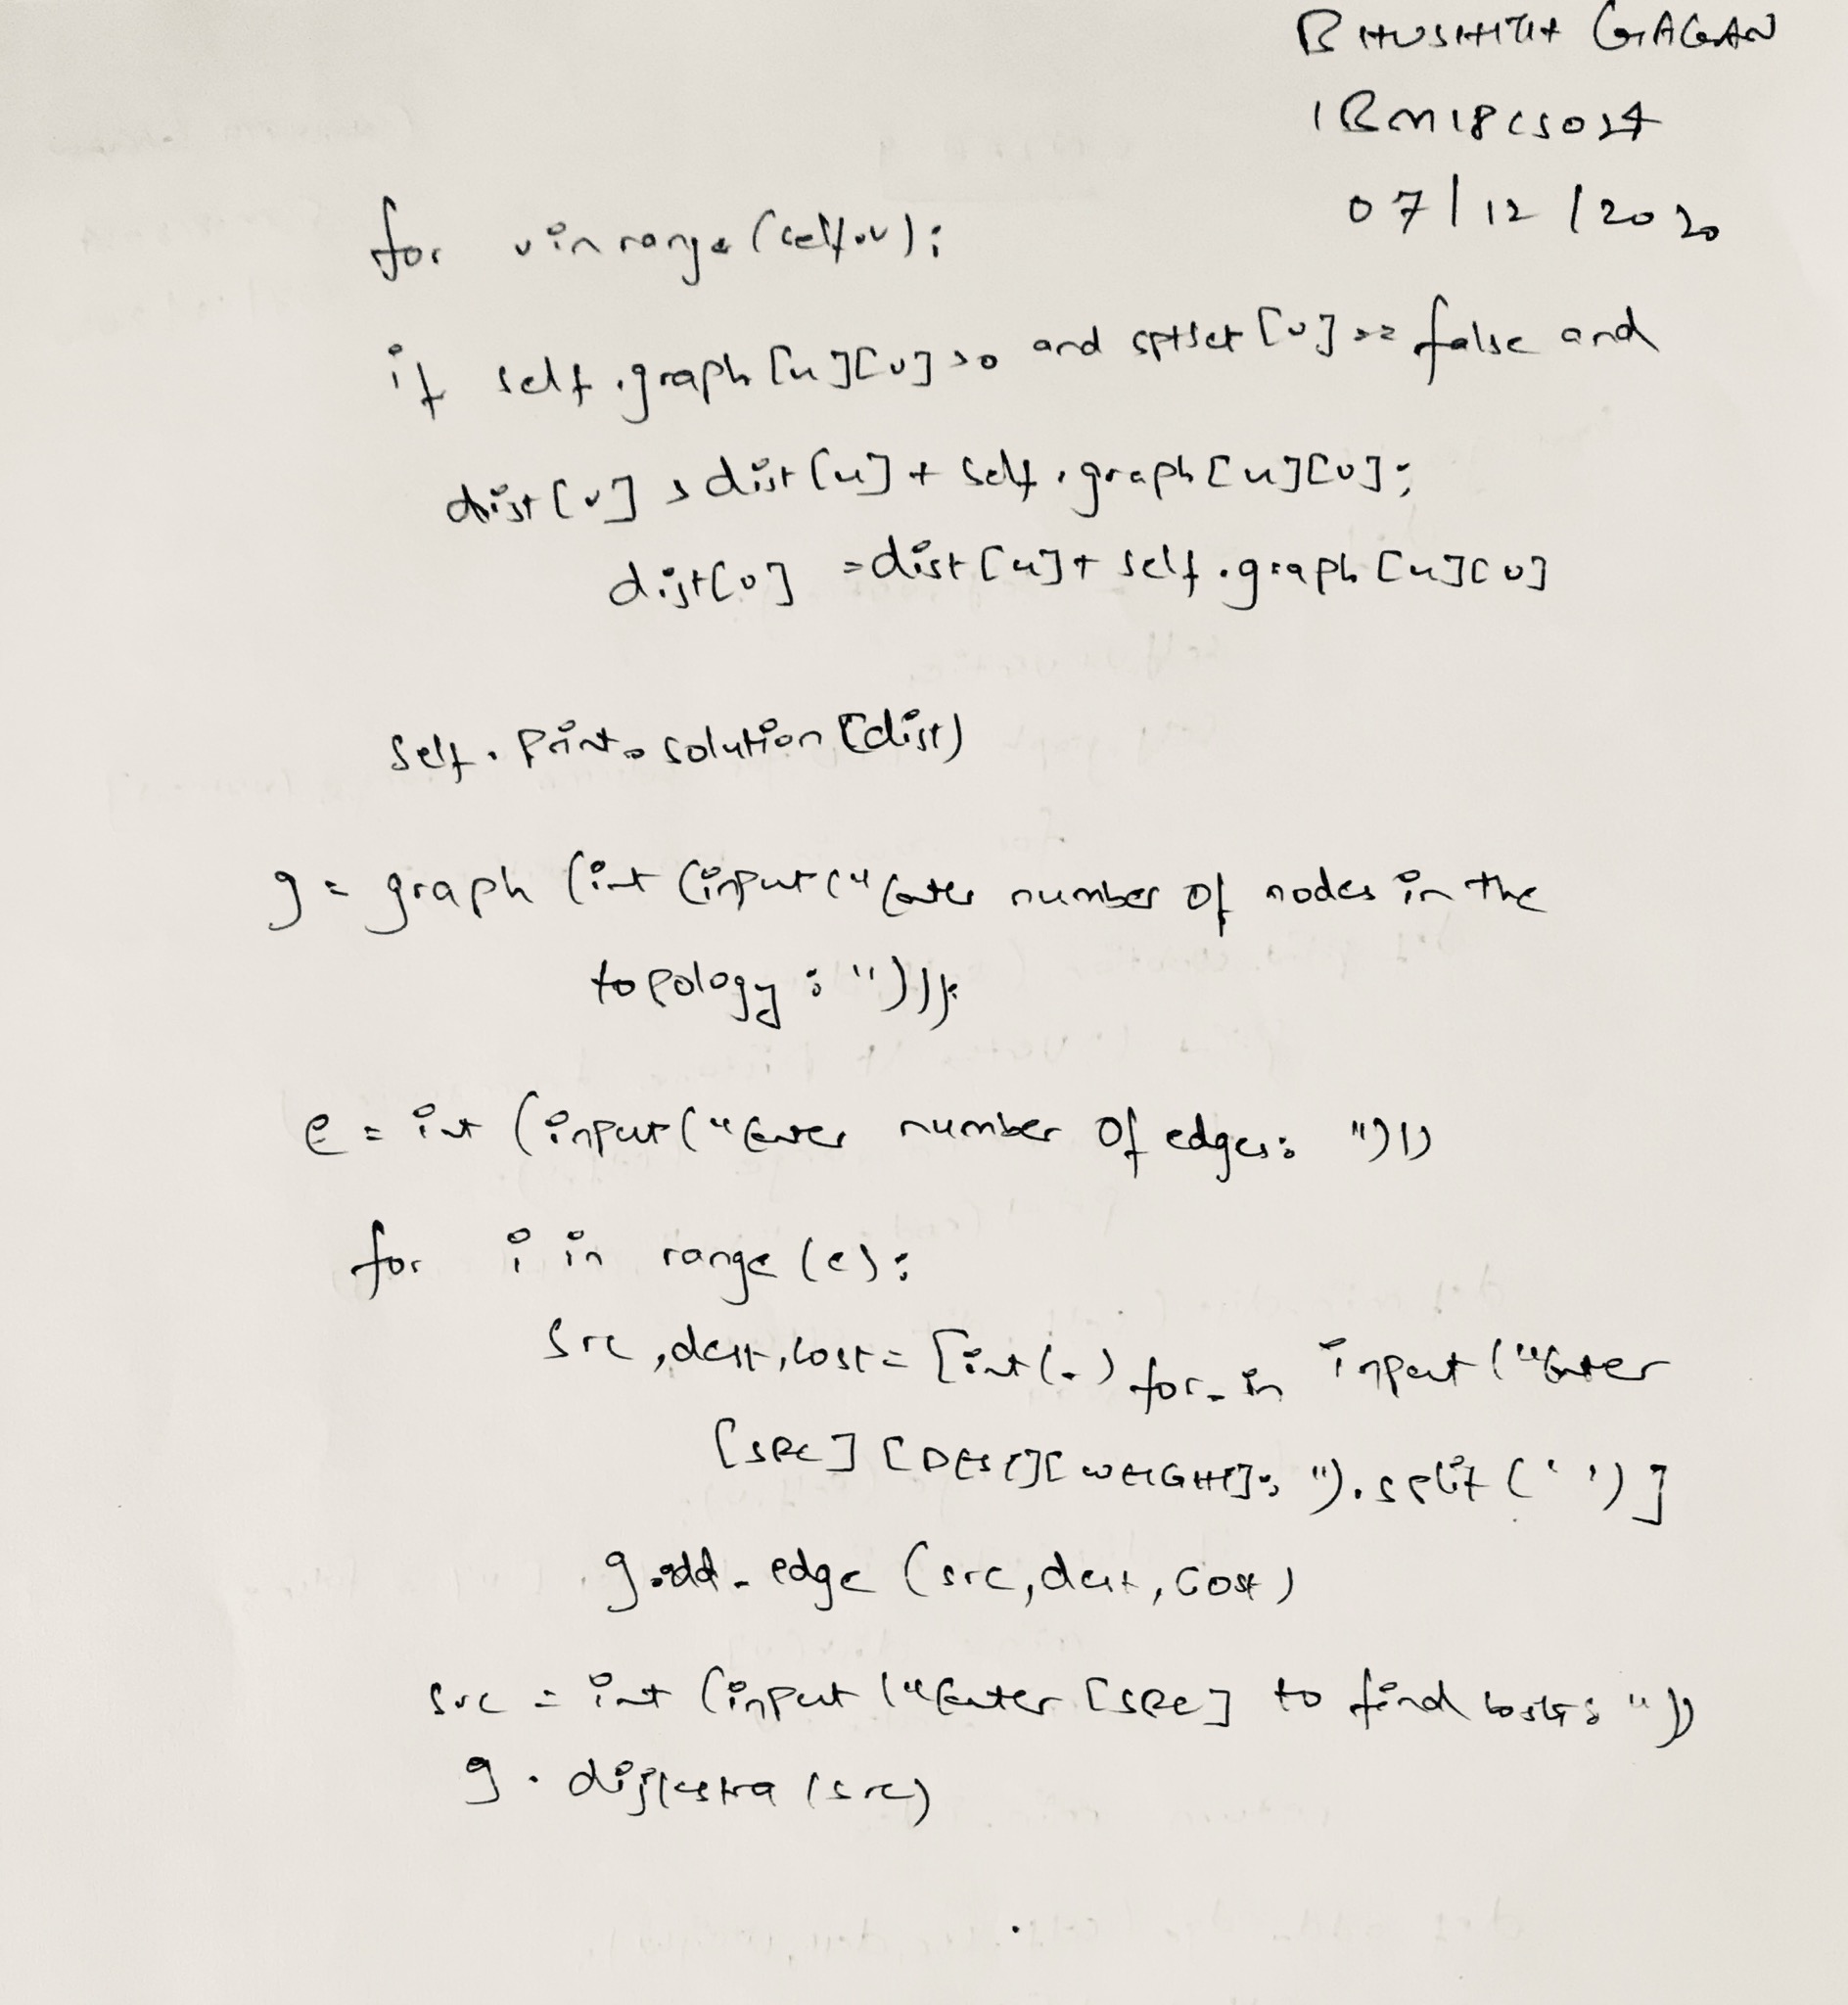 BHUSHITH GAGAN
1BM18CS027
07/12/2020
for v in range (self.v):
if self.graph [u][v] >0 and sptset [v] == false and
dist [v] > dist [u] + self.graph [u][v]:
dist[v] = dist [u] + self.graph [u][v]
self.print_solution (dist)
g = graph (int (input ("Enter number of nodes in the
topology: ")))
e = int (input ("Enter number of edges: "))
for i in range (e):
src, dest, cost = [int(_) for _ in input ("Enter
[SRC] [DEST][WEIGHT]: ").split (' ')]
g.add_edge (src, dest, cost)
src = int (input ("Enter [SRC] to find costs: "))
g. dijkstra (src)